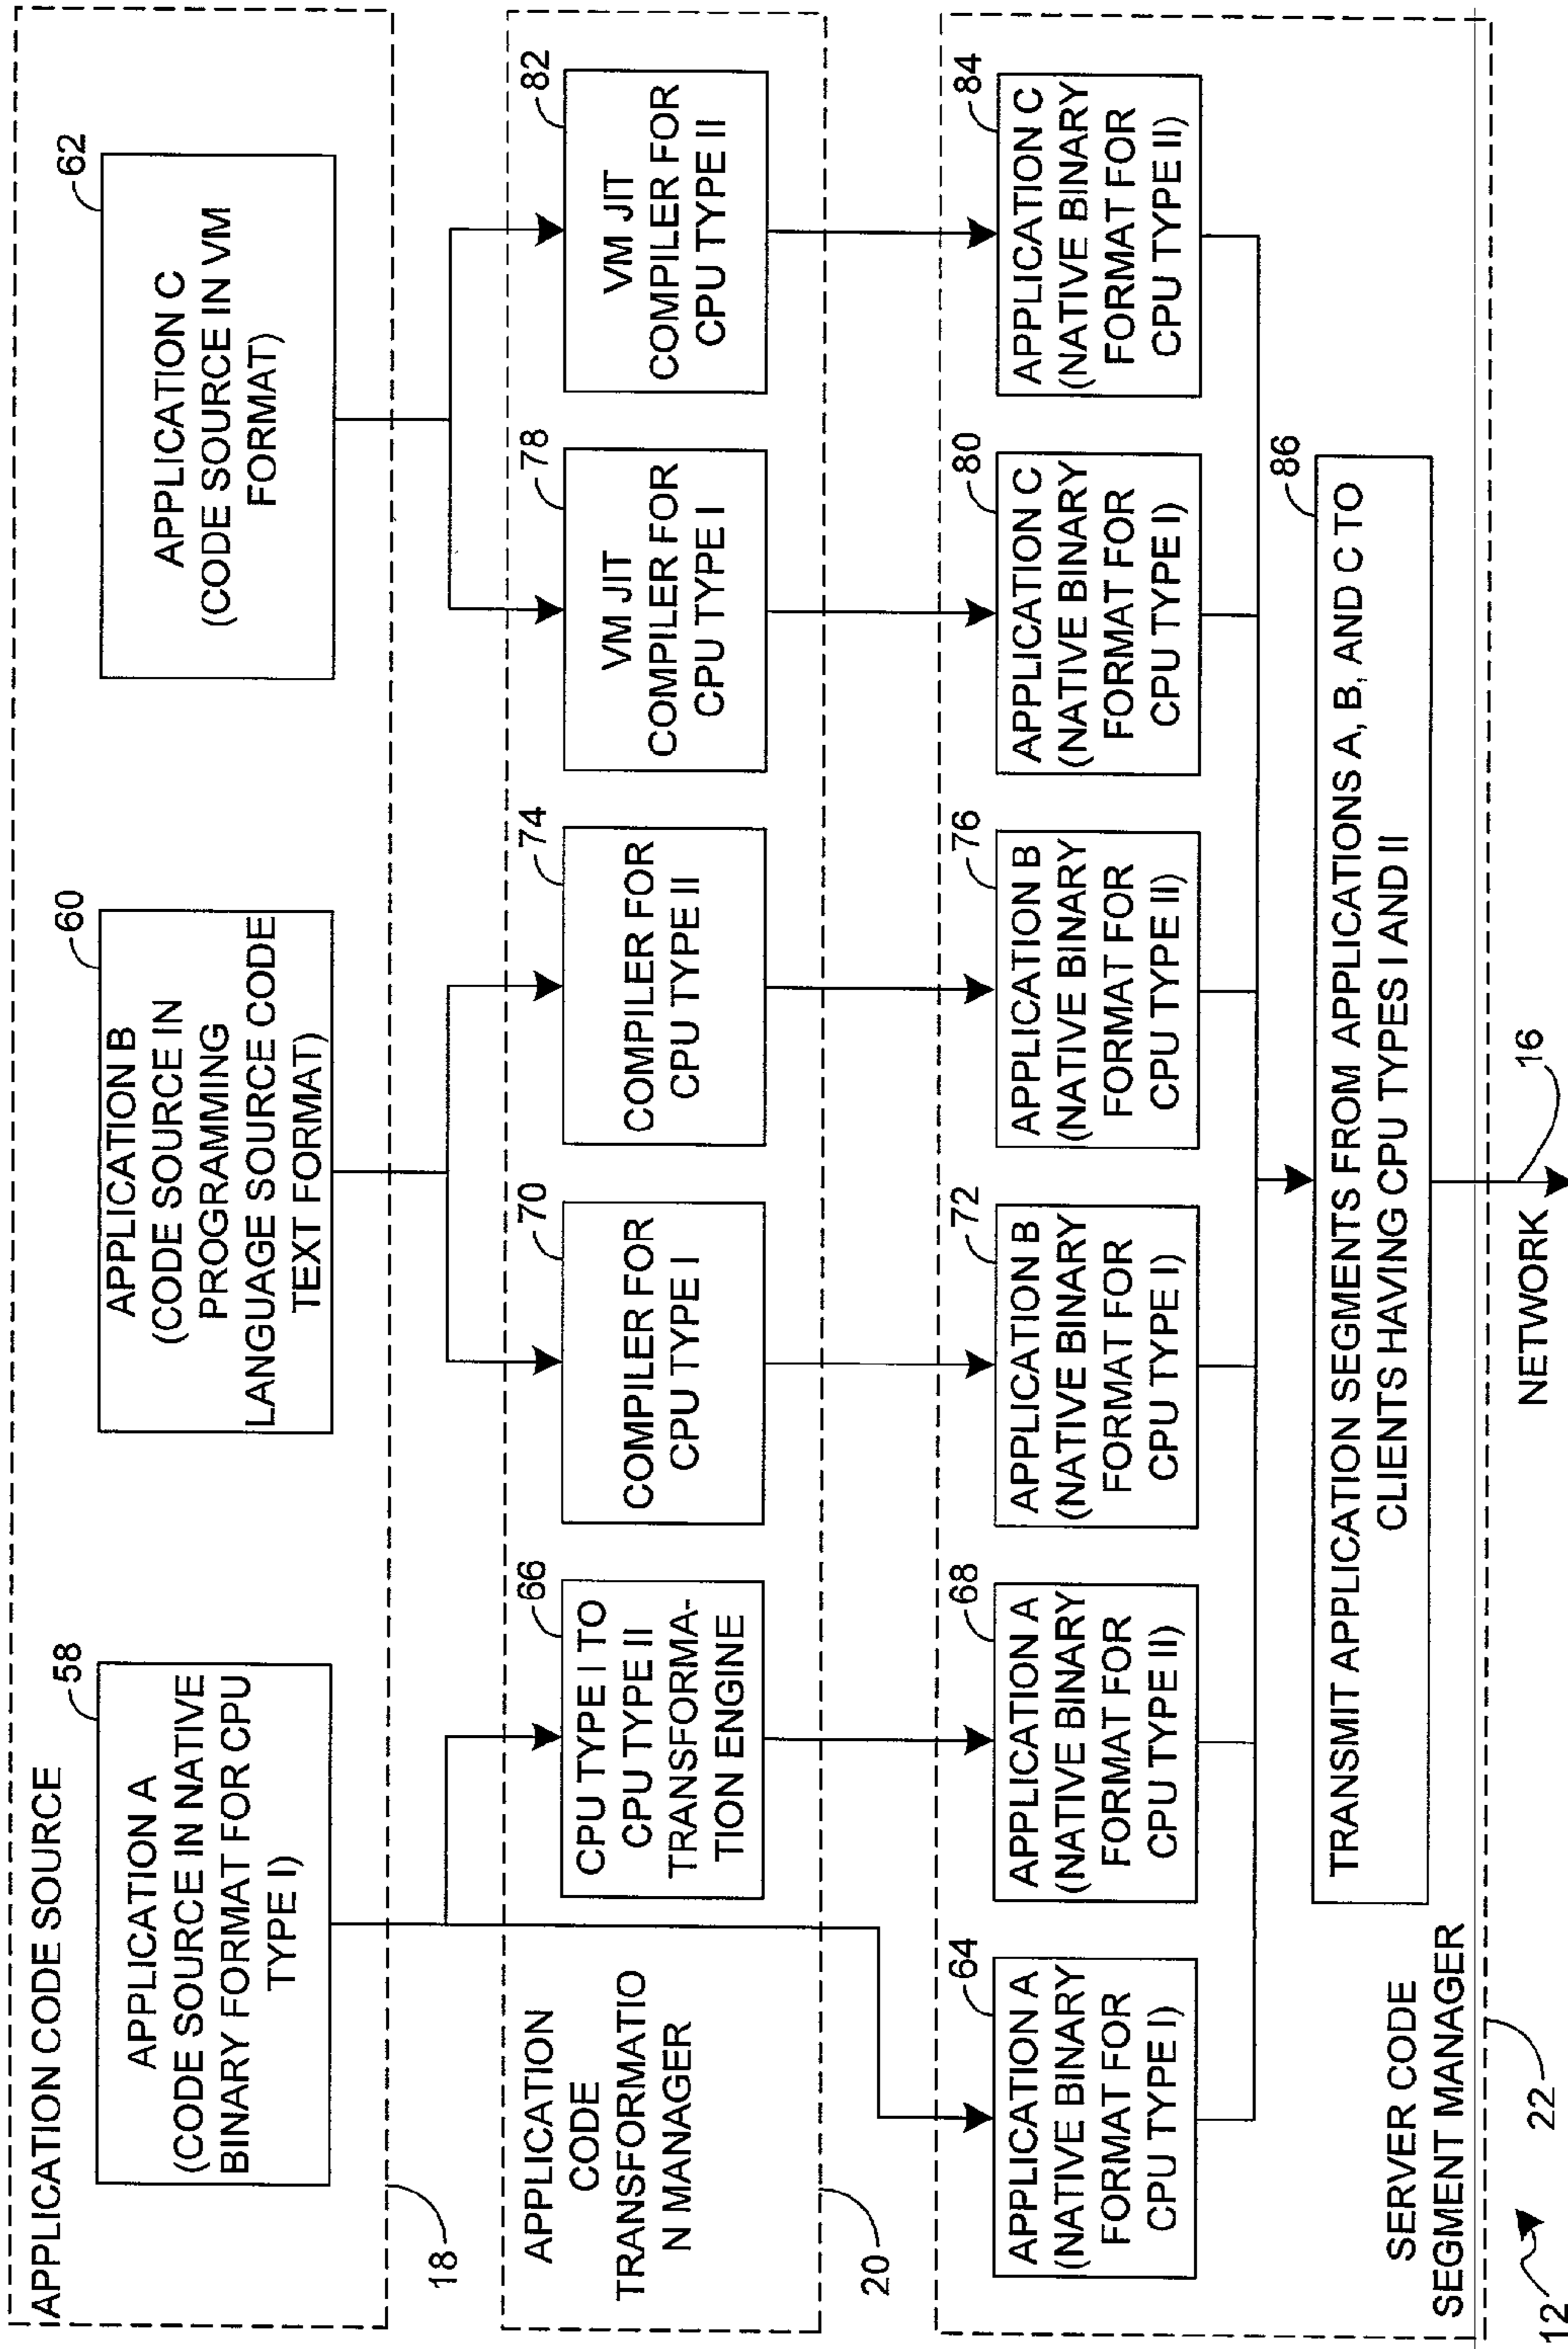 APPLICATION CODE SOURCE
58
APPLICATION A
(CODE SOURCE IN NATIVE
BINARY FORMAT FOR CPU
TYPE I)
60
APPLICATION B
(CODE SOURCE IN
PROGRAMMING
LANGUAGE SOURCE CODE
TEXT FORMAT)
62
APPLICATION C
(CODE SOURCE IN VM
FORMAT)
18
APPLICATION
CODE
TRANSFORMATIO
N MANAGER
66
CPU TYPE I TO
CPU TYPE II
TRANSFORMA-
TION ENGINE
70
COMPILER FOR
CPU TYPE I
74
COMPILER FOR
CPU TYPE II
78
VM JIT
COMPILER FOR
CPU TYPE I
82
VM JIT
COMPILER FOR
CPU TYPE II
20
64
APPLICATION A
(NATIVE BINARY
FORMAT FOR
CPU TYPE I)
68
APPLICATION A
(NATIVE BINARY
FORMAT FOR
CPU TYPE II)
72
APPLICATION B
(NATIVE BINARY
FORMAT FOR
CPU TYPE I)
76
APPLICATION B
(NATIVE BINARY
FORMAT FOR
CPU TYPE II)
80
APPLICATION C
(NATIVE BINARY
FORMAT FOR
CPU TYPE I)
84
APPLICATION C
(NATIVE BINARY
FORMAT FOR
CPU TYPE II)
86
TRANSMIT APPLICATION SEGMENTS FROM APPLICATIONS A, B, AND C TO
CLIENTS HAVING CPU TYPES I AND II
SERVER CODE
SEGMENT MANAGER
22
12
NETWORK
16